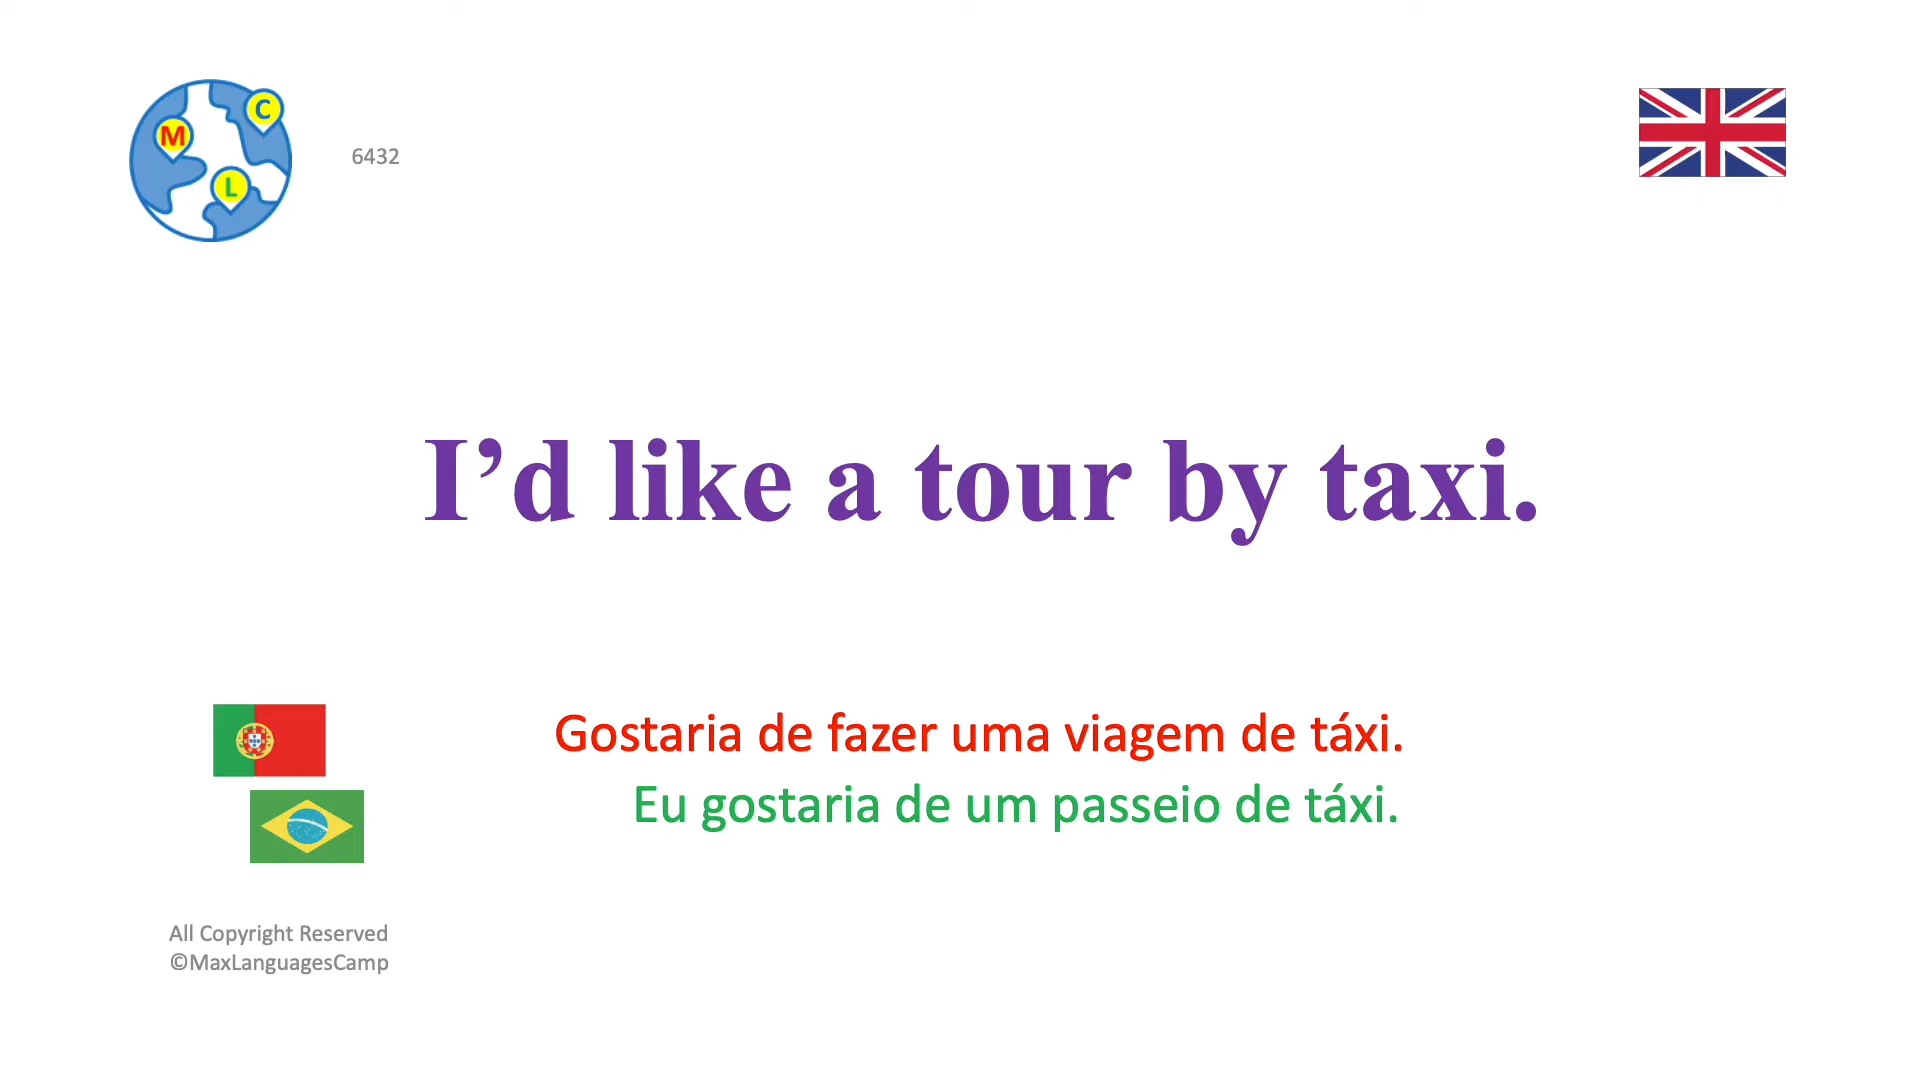 M
C
L
6432
I’d like a tour by taxi.
Gostaria de fazer uma viagem de táxi.
Eu gostaria de um passeio de táxi.
All Copyright Reserved
©MaxLanguagesCamp